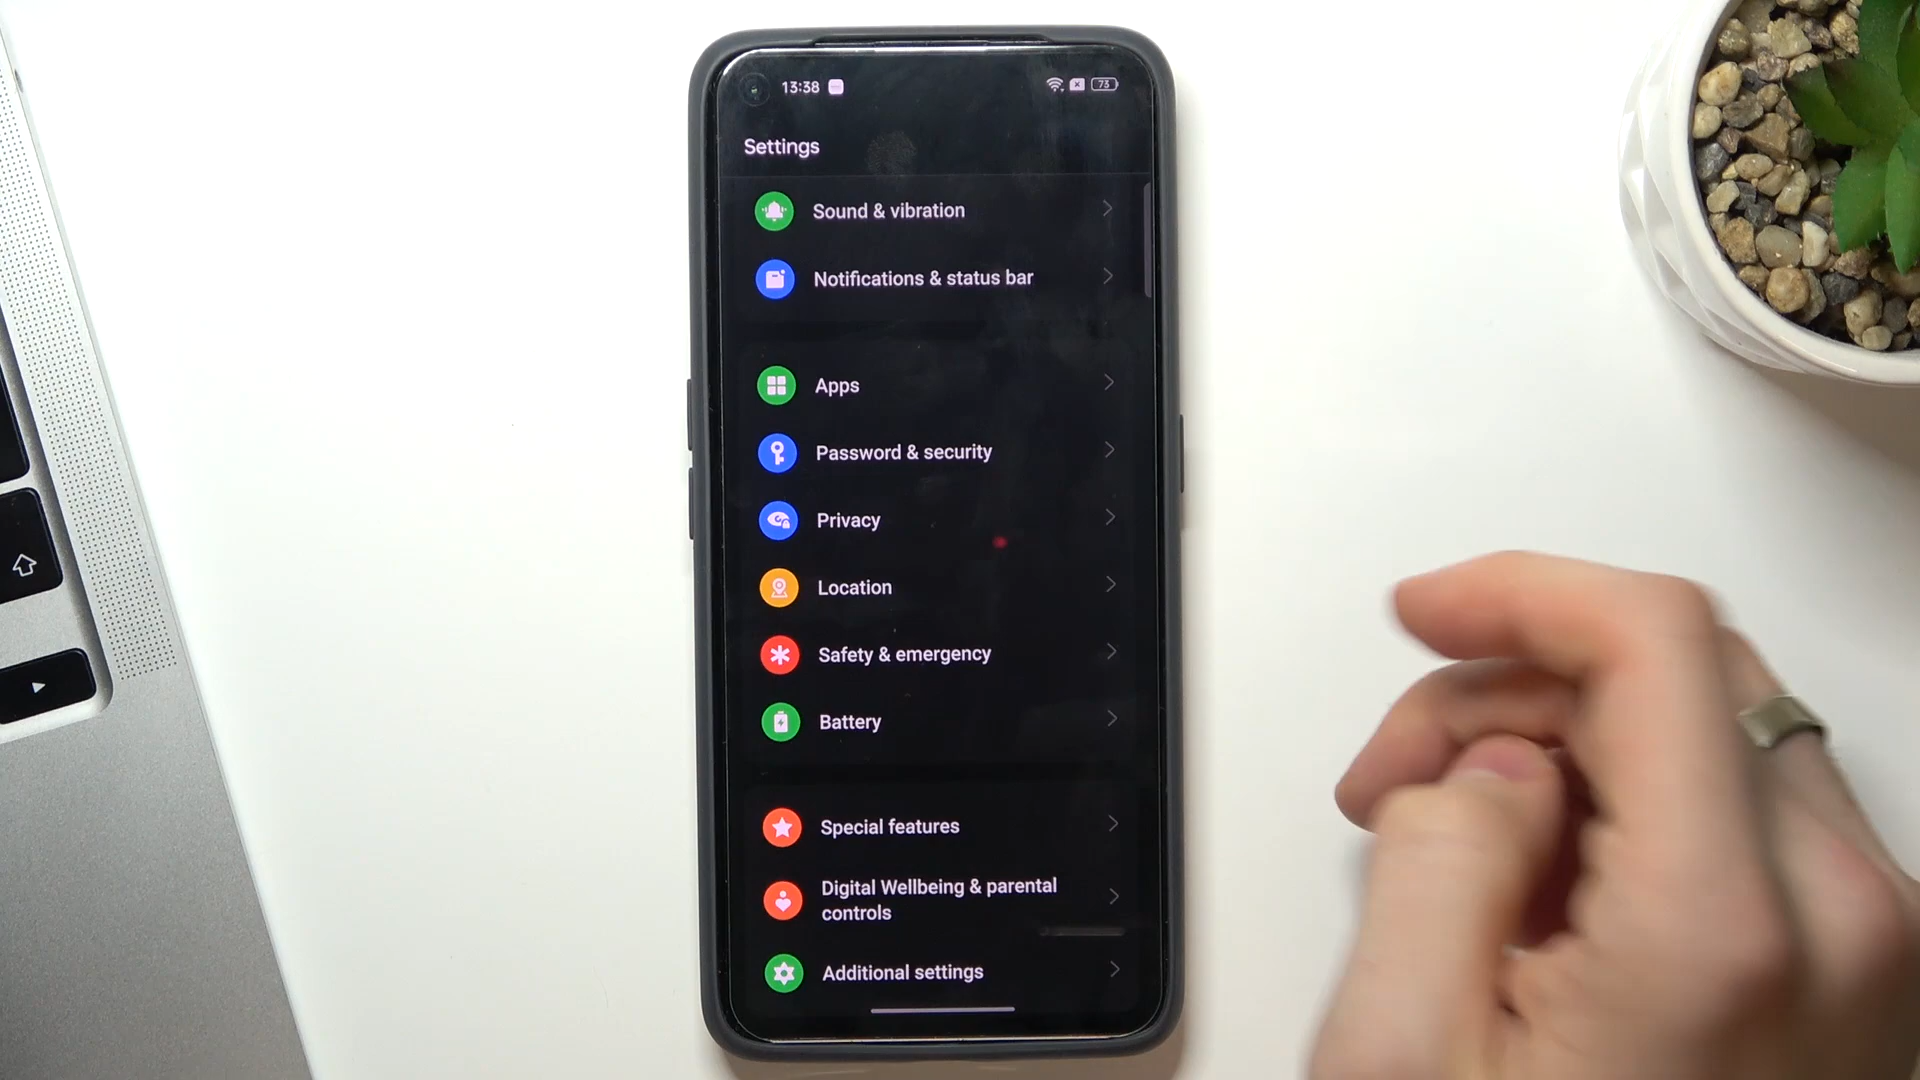 13:38
73
Settings
Sound & vibration
Notifications & status bar
Apps
Password & security
Privacy
Location
Safety & emergency
Battery
Special features
Digital Wellbeing & parental
controls
Additional settings